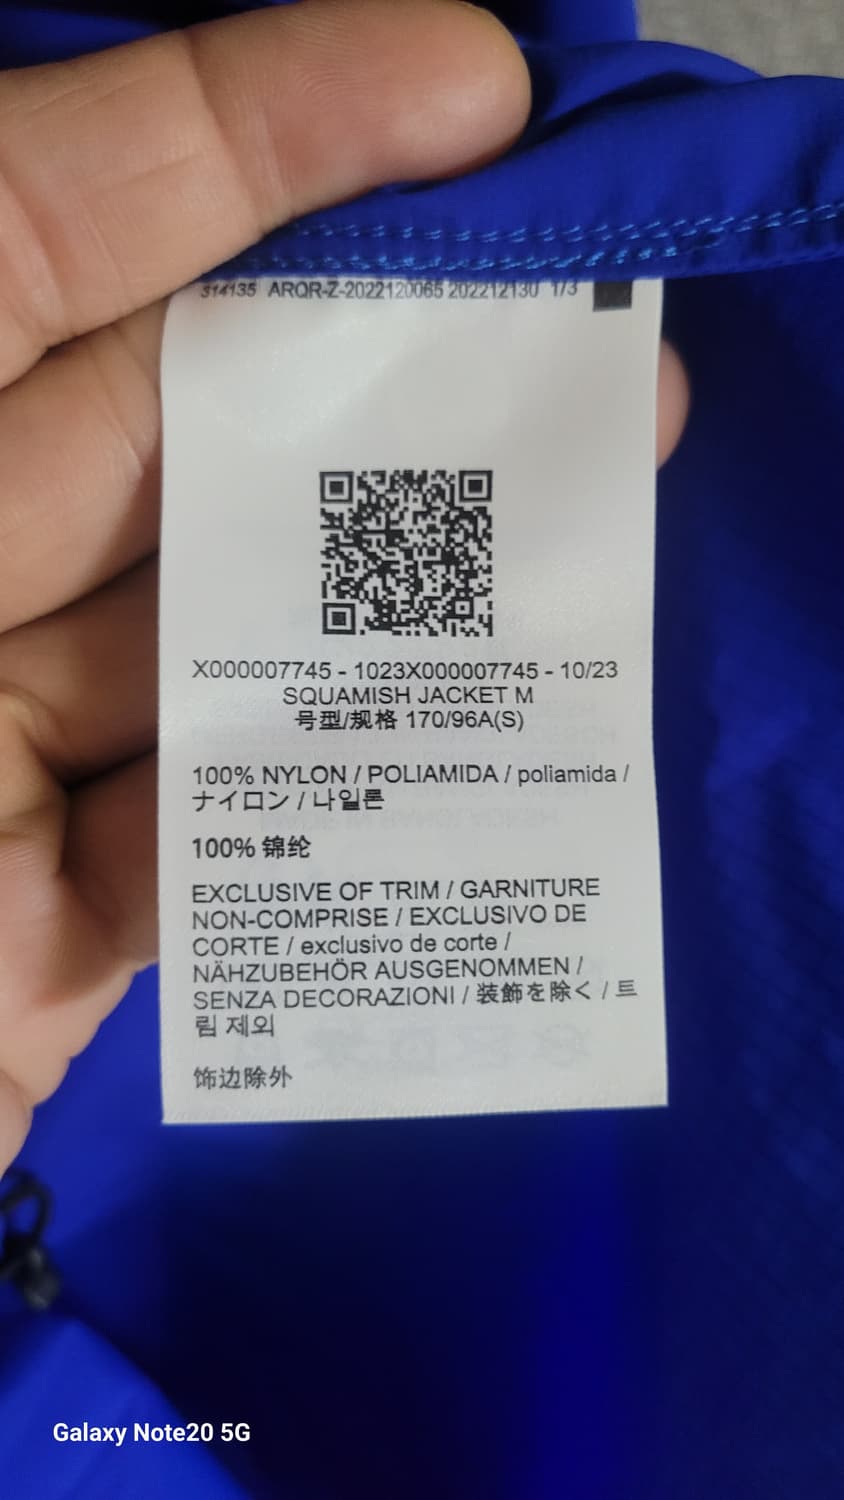 314135 ARQR-Z-2022120065 202212130 1/3
X000007745 - 1023X000007745 - 10/23
SQUAMISH JACKET M
号型/规格 170/96A(S)
100% NYLON / POLIAMIDA / poliamida /
ナイロン / 나일론
100% 锦纶
EXCLUSIVE OF TRIM / GARNITURE
NON-COMPRISE / EXCLUSIVO DE
CORTE / exclusivo de corte /
NÄHZUBEHÖR AUSGENOMMEN /
SENZA DECORAZIONI / 装飾を除く / 트
림 제외
饰边除外
Galaxy Note20 5G